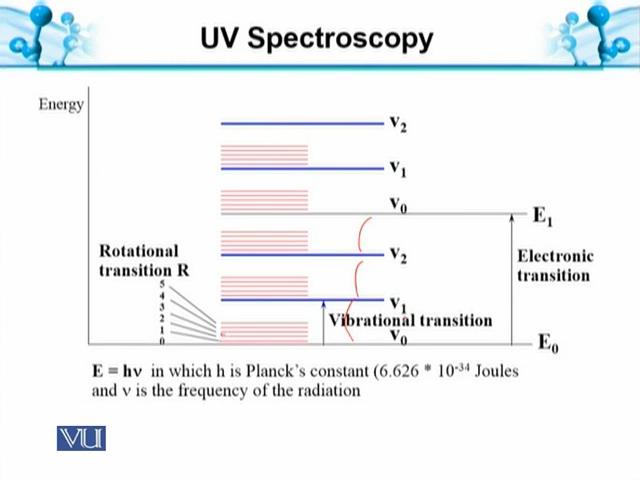 UV Spectroscopy
Energy
v2
v1
v0
E1
Rotational
transition R
5
4
3
2
1
0
v2
Electronic
transition
v1
Vibrational transition
v0
E0
E = hν in which h is Planck's constant (6.626 * 10-34 Joules
and ν is the frequency of the radiation
VU